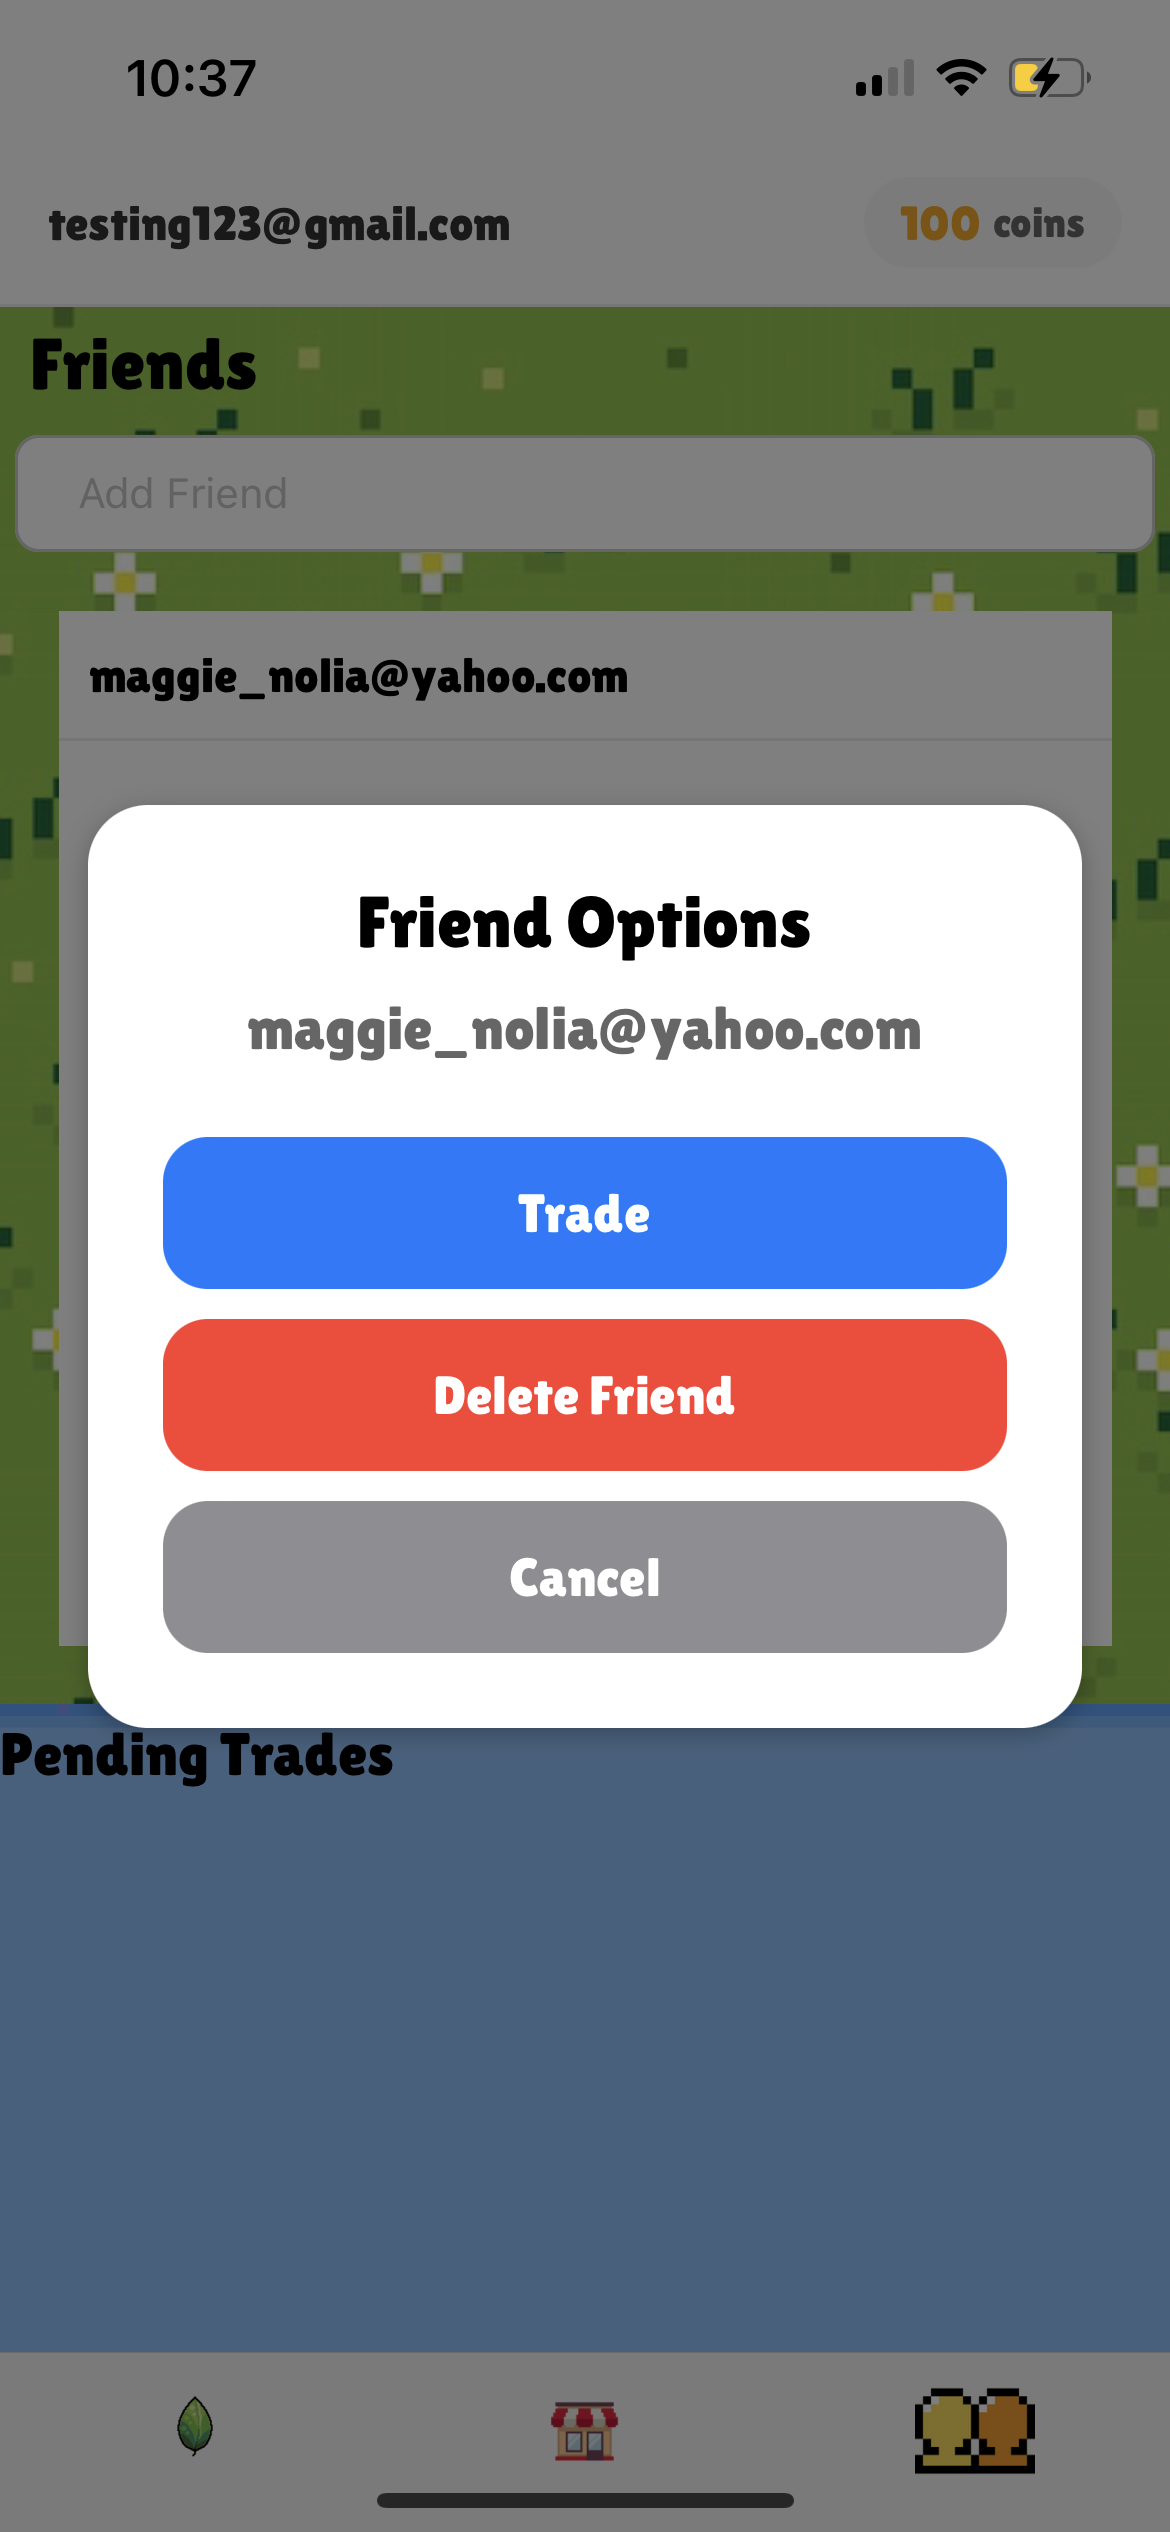 10:37
testing123@gmail.com
100 coins
Friends
Add Friend
maggie_nolia@yahoo.com
Friend Options
maggie_nolia@yahoo.com
Trade
Delete Friend
Cancel
Pending Trades